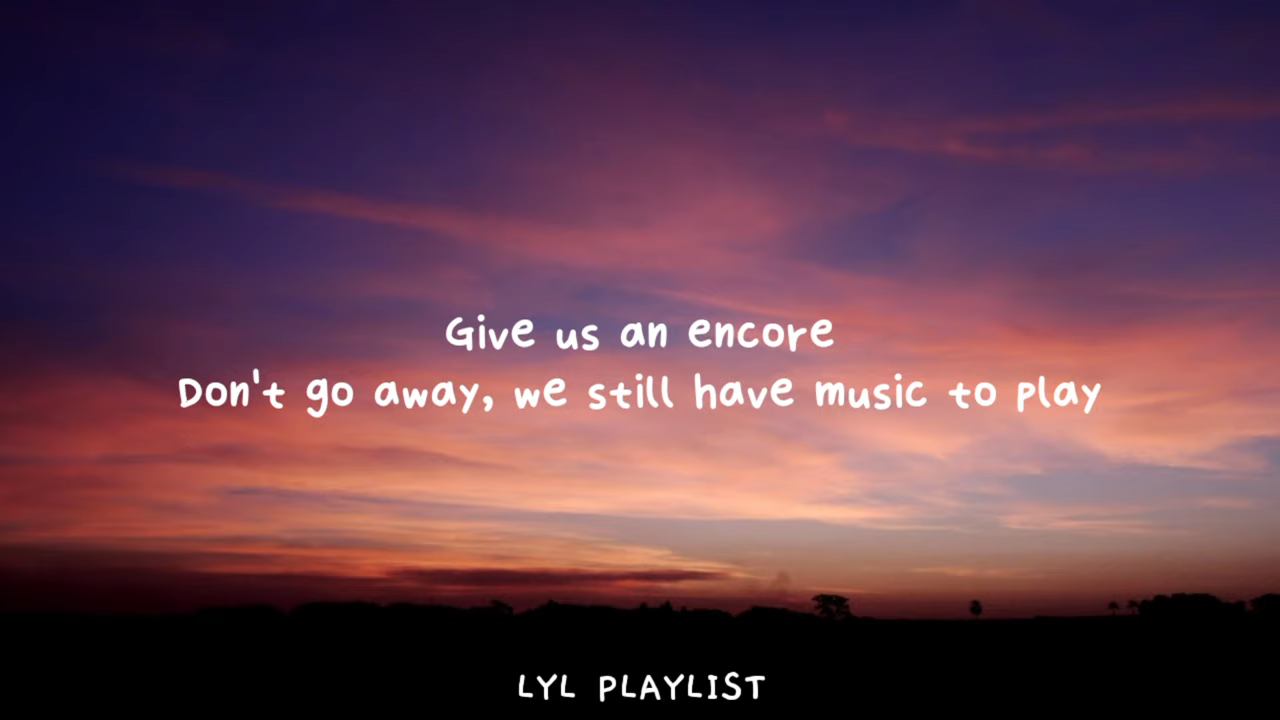 Give us an encore
Don't go away, we still have music to play
LYL PLAYLIST